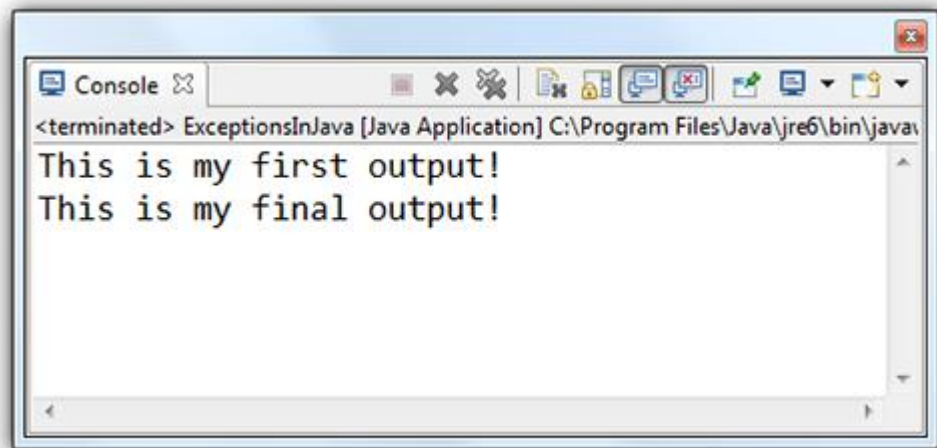 Console
<terminated> ExceptionsInJava [Java Application] C:\Program Files\Java\jre6\bin\javaw
This is my first output!
This is my final output!